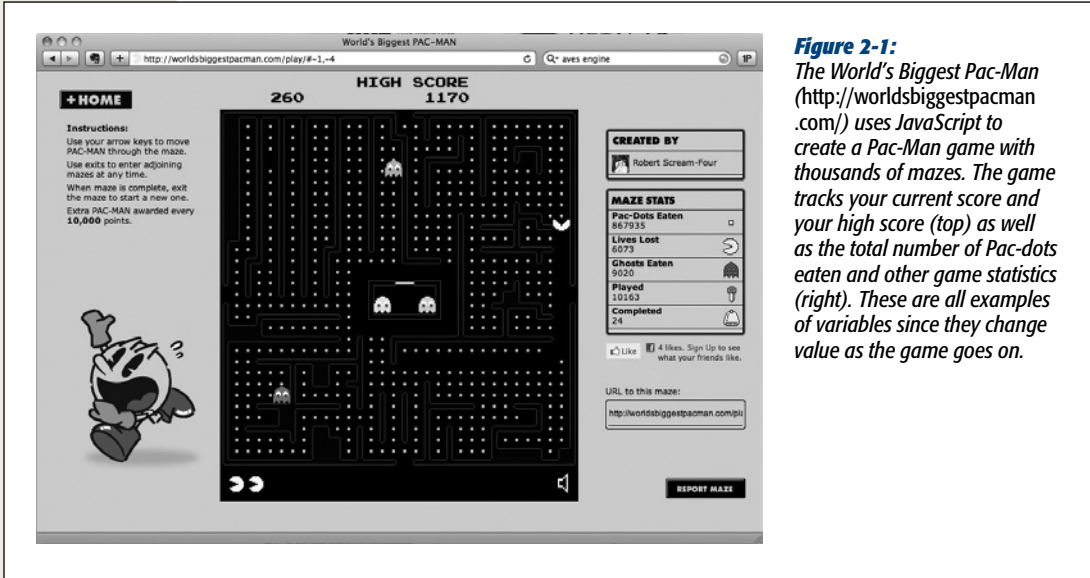 World's Biggest PAC-MAN
http://worldsbiggestpacman.com/play/#-1,-4
aves engine
1P
+HOME
HIGH SCORE
260 1170
Instructions:
Use your arrow keys to move
PAC-MAN through the maze.
Use exits to enter adjoining
mazes at any time.
When maze is complete, exit
the maze to start a new one.
Extra PAC-MAN awarded every
10,000 points.
CREATED BY
Robert Scream-Four
MAZE STATS
Pac-Dots Eaten
867935
Lives Lost
6073
Ghosts Eaten
9020
Played
10163
Completed
24
Like
4 likes. Sign Up to see
what your friends like.
URL to this maze:
http://worldsbiggestpacman.com/pla
REPORT MAZE
Figure 2-1:
The World's Biggest Pac-Man
(http://worldsbiggestpacman
.com/) uses JavaScript to
create a Pac-Man game with
thousands of mazes. The game
tracks your current score and
your high score (top) as well
as the total number of Pac-dots
eaten and other game statistics
(right). These are all examples
of variables since they change
value as the game goes on.